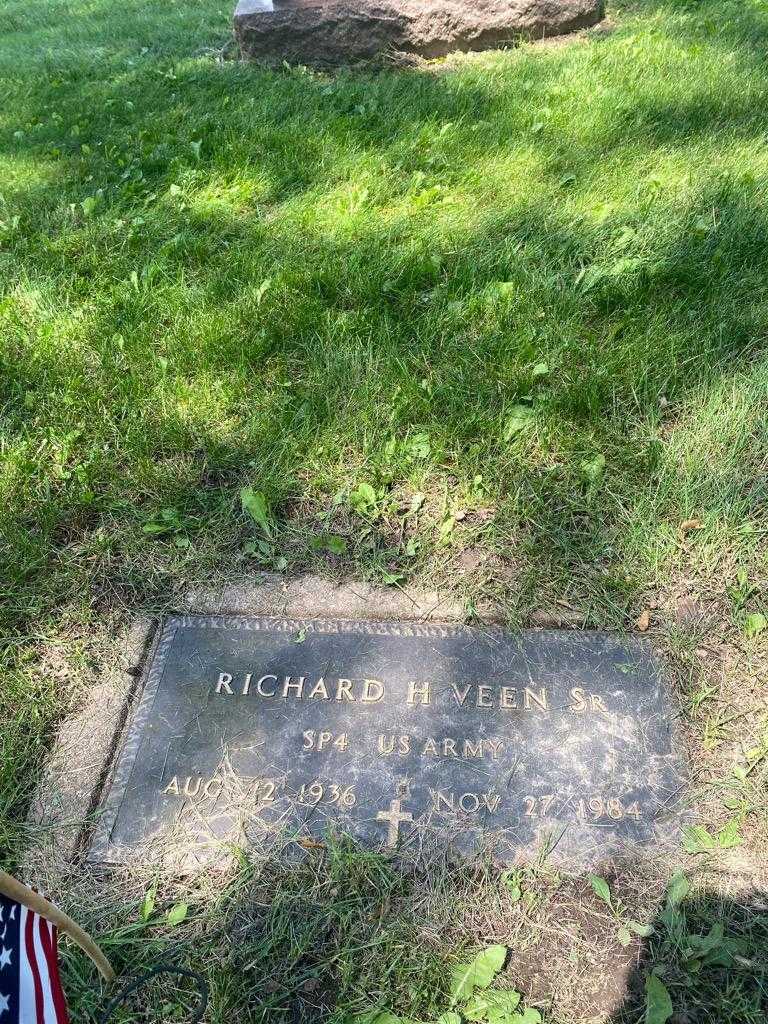 RICHARD H VEEN SR
SP4 US ARMY
AUG 12 1936 NOV 27 1984